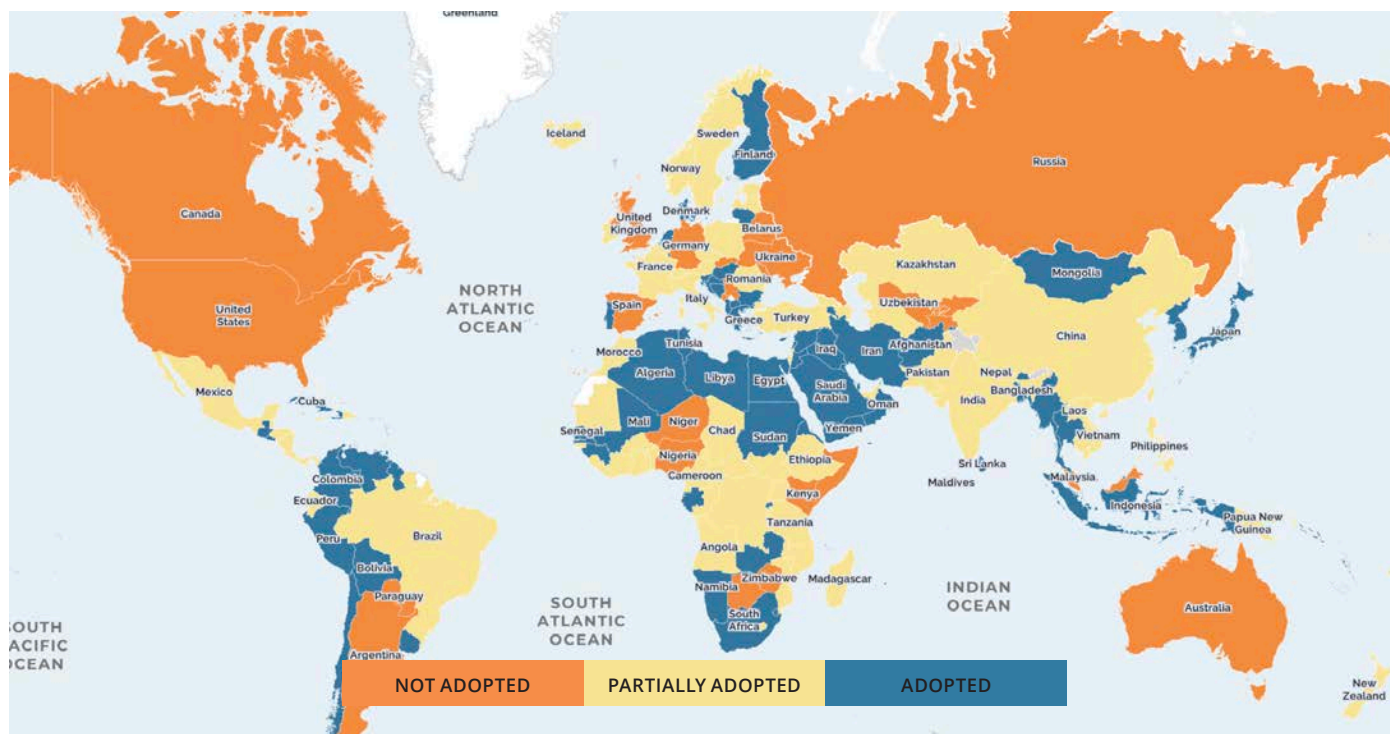 Greenland
Iceland
Sweden
Finland
Norway
Russia
Canada
United
Kingdom
Denmark
Belarus
Germany
Ukraine
France
Kazakhstan
Romania
Mongolia
NORTH
ATLANTIC
OCEAN
United
States
Spain
Italy
Uzbekistan
Greece
Turkey
China
Japan
Morocco
Tunisia
Iraq
Iran
Afghanistan
Algeria
Libya
Egypt
Saudi
Arabia
Pakistan
Nepal
Bangladesh
Mexico
Cuba
Oman
India
Laos
Mali
Niger
Chad
Sudan
Yemen
Senegal
Vietnam
Philippines
Nigeria
Ethiopia
Sri Lanka
Cameroon
Maldives
Malaysia
Colombia
Ecuador
Kenya
Indonesia
Papua New
Guinea
Tanzania
Peru
Brazil
Angola
Bolivia
Namibia
Zimbabwe
Madagascar
INDIAN
OCEAN
Paraguay
SOUTH
ATLANTIC
OCEAN
South
Africa
Australia
SOUTH
ACIFIC
OCEAN
Argentina
NOT ADOPTED
PARTIALLY ADOPTED
ADOPTED
New
Zealand